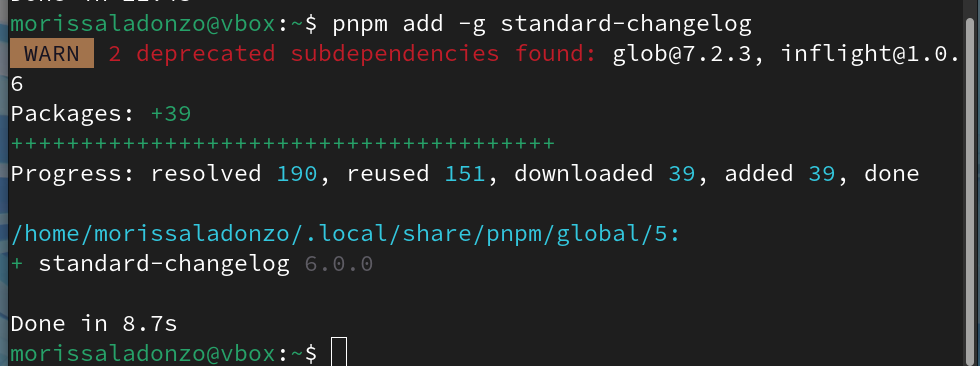 morissaladonzo@vbox:~$ pnpm add -g standard-changelog
WARN 2 deprecated subdependencies found: glob@7.2.3, inflight@1.0.
6
Packages: +39
+++++++++++++++++++++++++++++++++++++++
Progress: resolved 190, reused 151, downloaded 39, added 39, done
/home/morissaladonzo/.local/share/pnpm/global/5:
+ standard-changelog 6.0.0
Done in 8.7s
morissaladonzo@vbox:~$